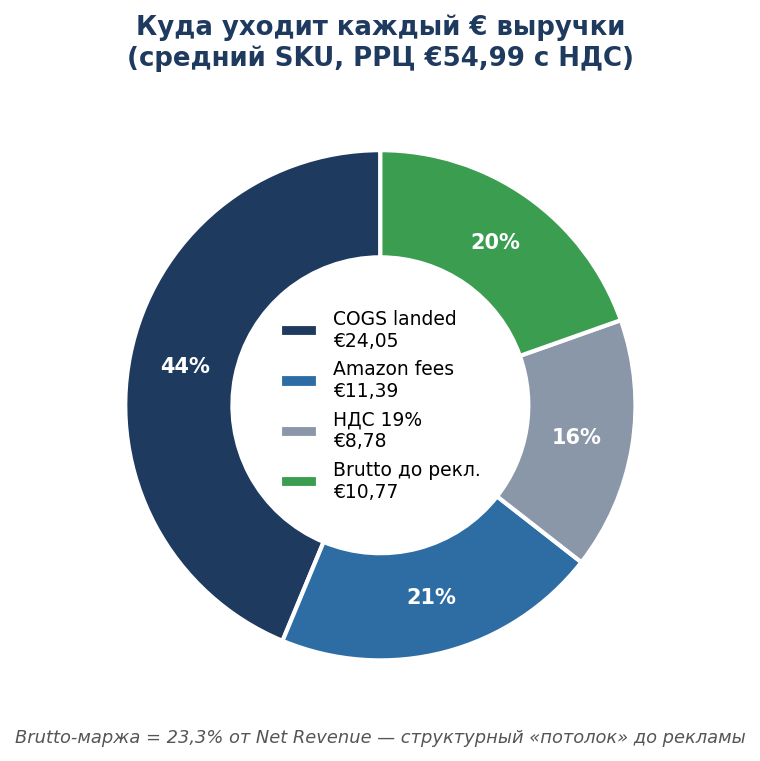 Куда уходит каждый € выручки
(средний SKU, РРЦ €54,99 с НДС)
20%
44%
COGS landed
€24,05
Amazon fees
€11,39
НДС 19%
€8,78
Brutto до рекл.
€10,77
16%
21%
Brutto-маржа = 23,3% от Net Revenue — структурный «потолок» до рекламы